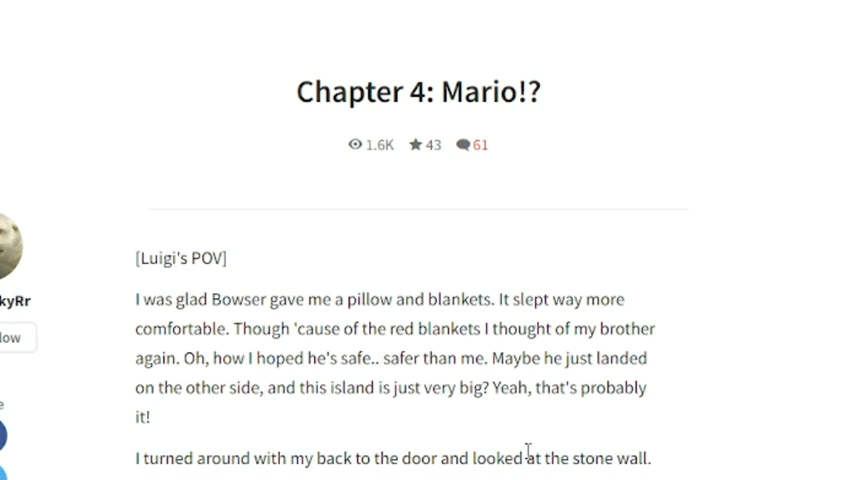 Chapter 4: Mario!?
1.6K 43 61
[Luigi's POV]
kyRr
I was glad Bowser gave me a pillow and blankets. It slept way more
comfortable. Though 'cause of the red blankets I thought of my brother
low
again. Oh, how I hoped he's safe.. safer than me. Maybe he just landed
on the other side, and this island is just very big? Yeah, that's probably
e
it!
I turned around with my back to the door and looked at the stone wall.